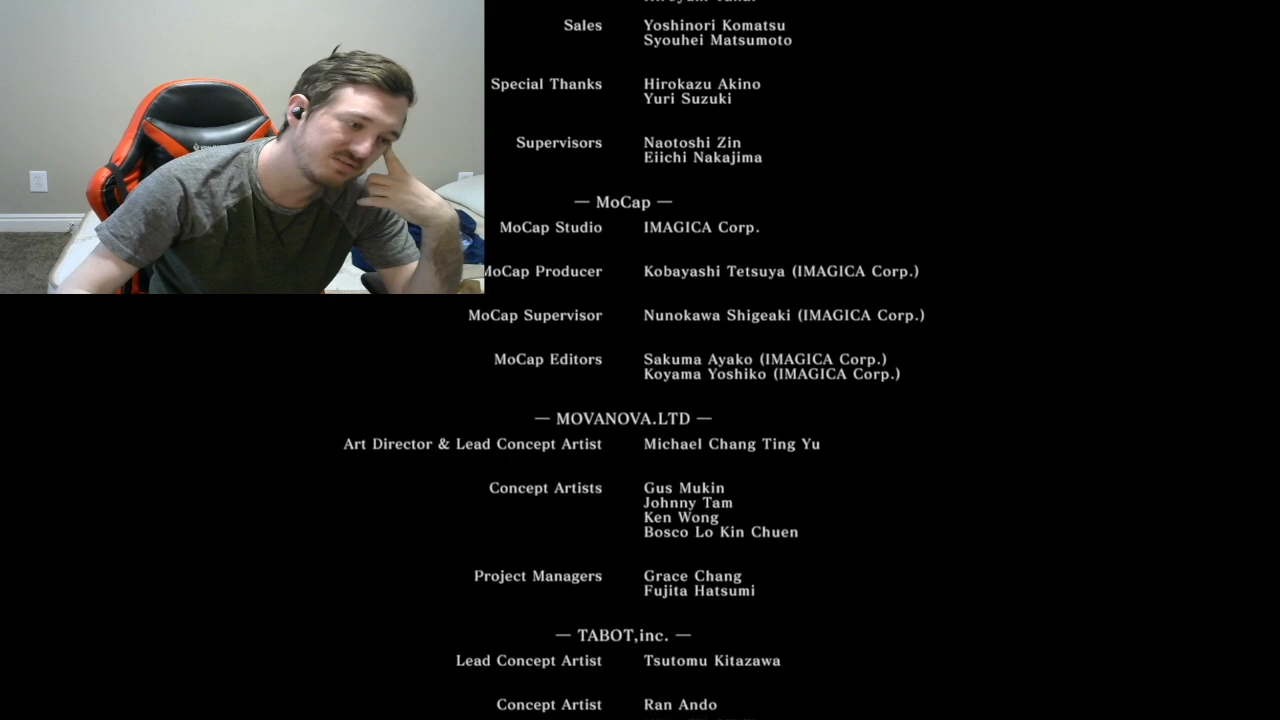 Sales Yoshinori Komatsu
Syouhei Matsumoto
Special Thanks Hirokazu Akino
Yuri Suzuki
Supervisors Naotoshi Zin
Eiichi Nakajima
— MoCap —
MoCap Studio IMAGICA Corp.
MoCap Producer Kobayashi Tetsuya (IMAGICA Corp.)
MoCap Supervisor Nunokawa Shigeaki (IMAGICA Corp.)
MoCap Editors Sakuma Ayako (IMAGICA Corp.)
Koyama Yoshiko (IMAGICA Corp.)
— MOVANOVA.LTD —
Art Director & Lead Concept Artist Michael Chang Ting Yu
Concept Artists Gus Mukin
Johnny Tam
Ken Wong
Bosco Lo Kin Chuen
Project Managers Grace Chang
Fujita Hatsumi
— TABOT,inc. —
Lead Concept Artist Tsutomu Kitazawa
Concept Artist Ran Ando